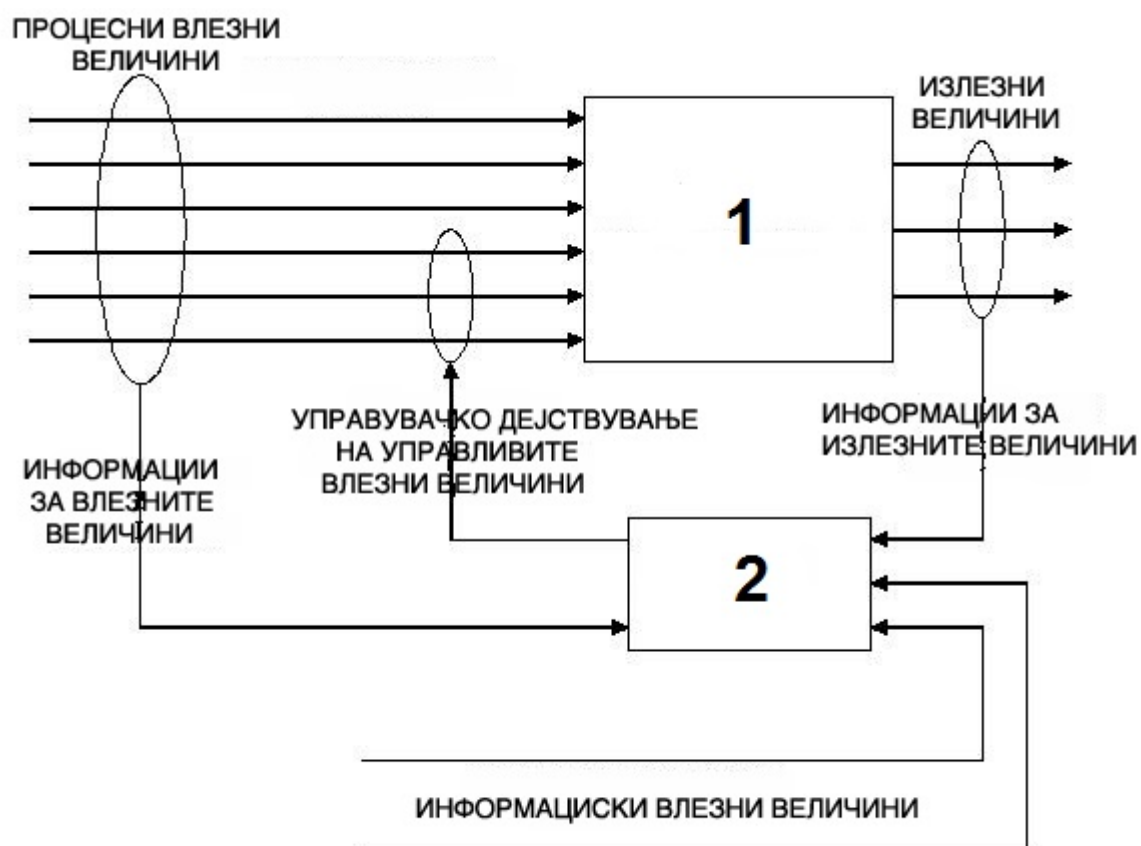 ПРОЦЕСНИ ВЛЕЗНИ
ВЕЛИЧИНИ
ИЗЛЕЗНИ
ВЕЛИЧИНИ
1
УПРАВУВАЧКО ДЕЈСТВУВАЊЕ
НА УПРАВЛИВИТЕ
ВЛЕЗНИ ВЕЛИЧИНИ
ИНФОРМАЦИИ ЗА
ИЗЛЕЗНИТЕ ВЕЛИЧИНИ
ИНФОРМАЦИИ
ЗА ВЛЕЗНИТЕ
ВЕЛИЧИНИ
2
ИНФОРМАЦИСКИ ВЛЕЗНИ ВЕЛИЧИНИ